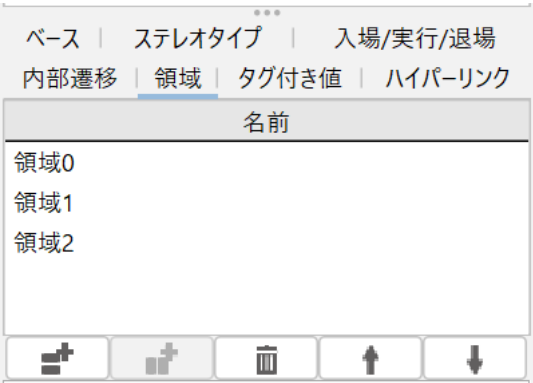 ベース | ステレオタイプ | 入場/実行/退場
内部遷移 | 領域 | タグ付き値 | ハイパーリンク
名前
領域0
領域1
領域2